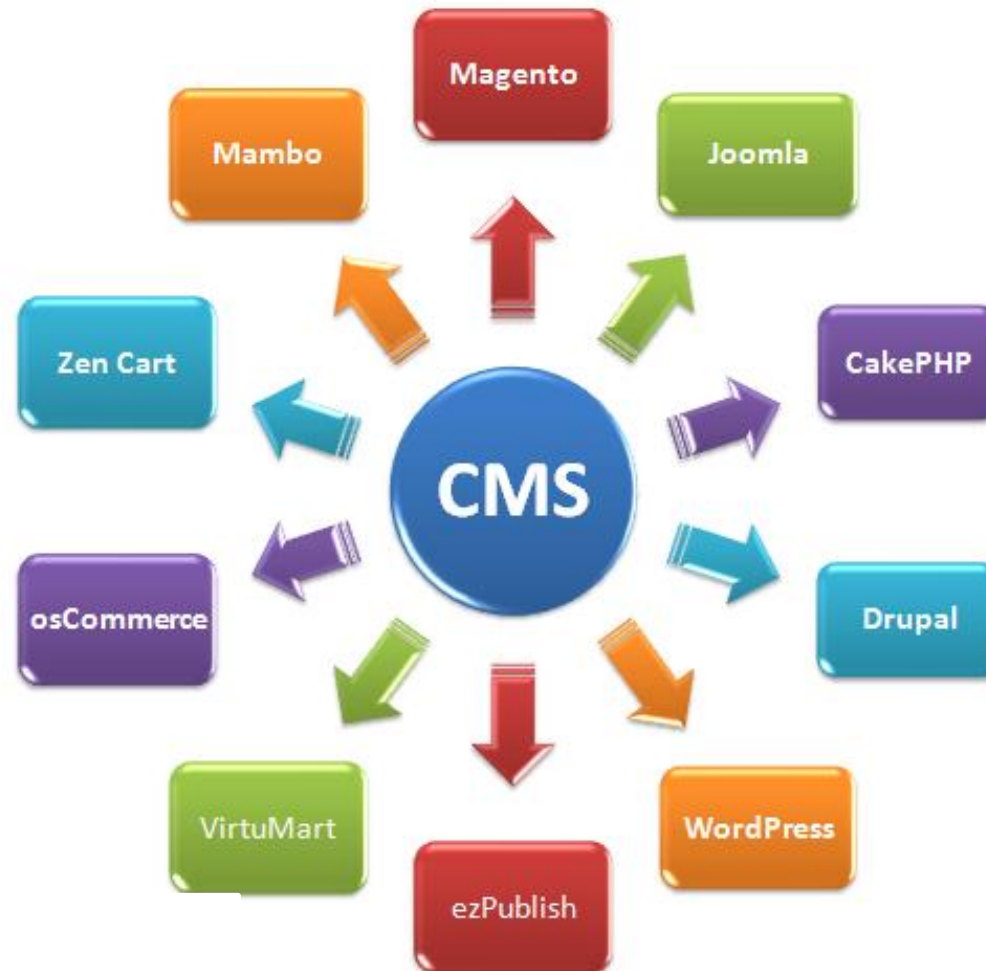 Magento
Mambo
Joomla
Zen Cart
CakePHP
CMS
osCommerce
Drupal
VirtuMart
WordPress
ezPublish